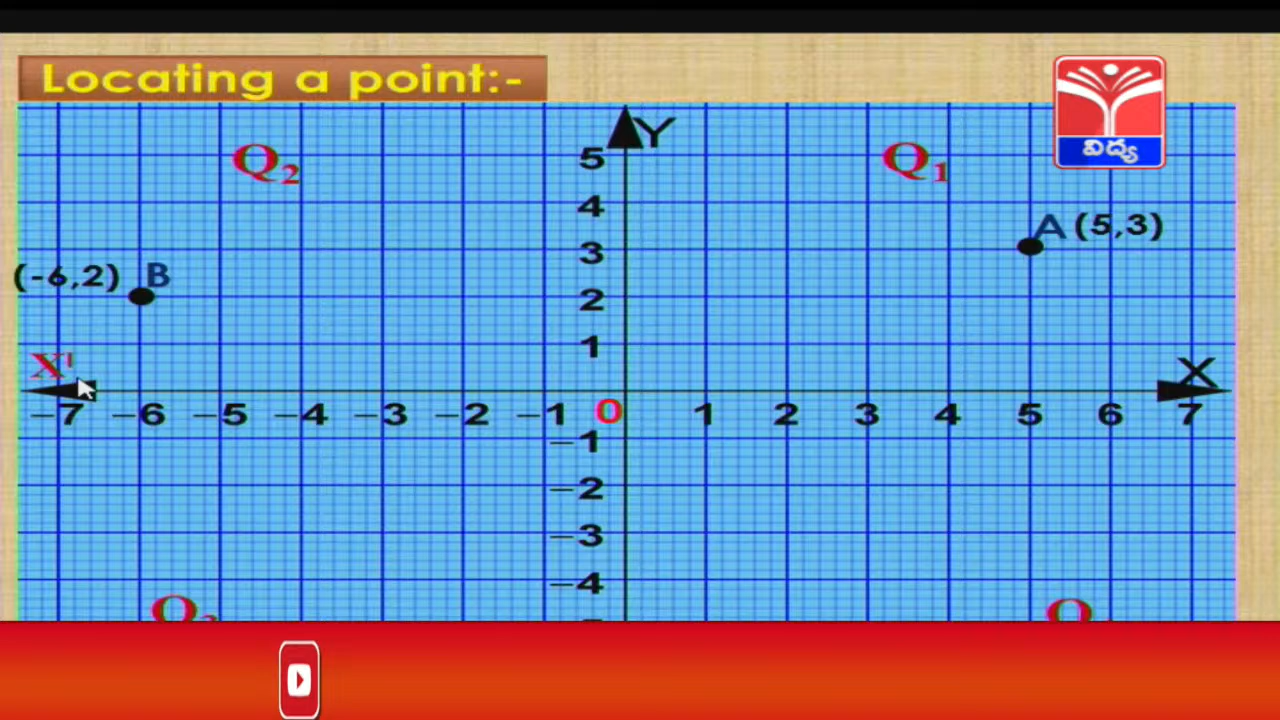 Locating a point:-
Y
Q₂
Q₁
విద్య
5
4
A (5,3)
3
(-6,2) B
2
1
X'
X
−7 −6 −5 −4 −3 −2 −1 0 1 2 3 4 5 6 7
−1
−2
−3
−4